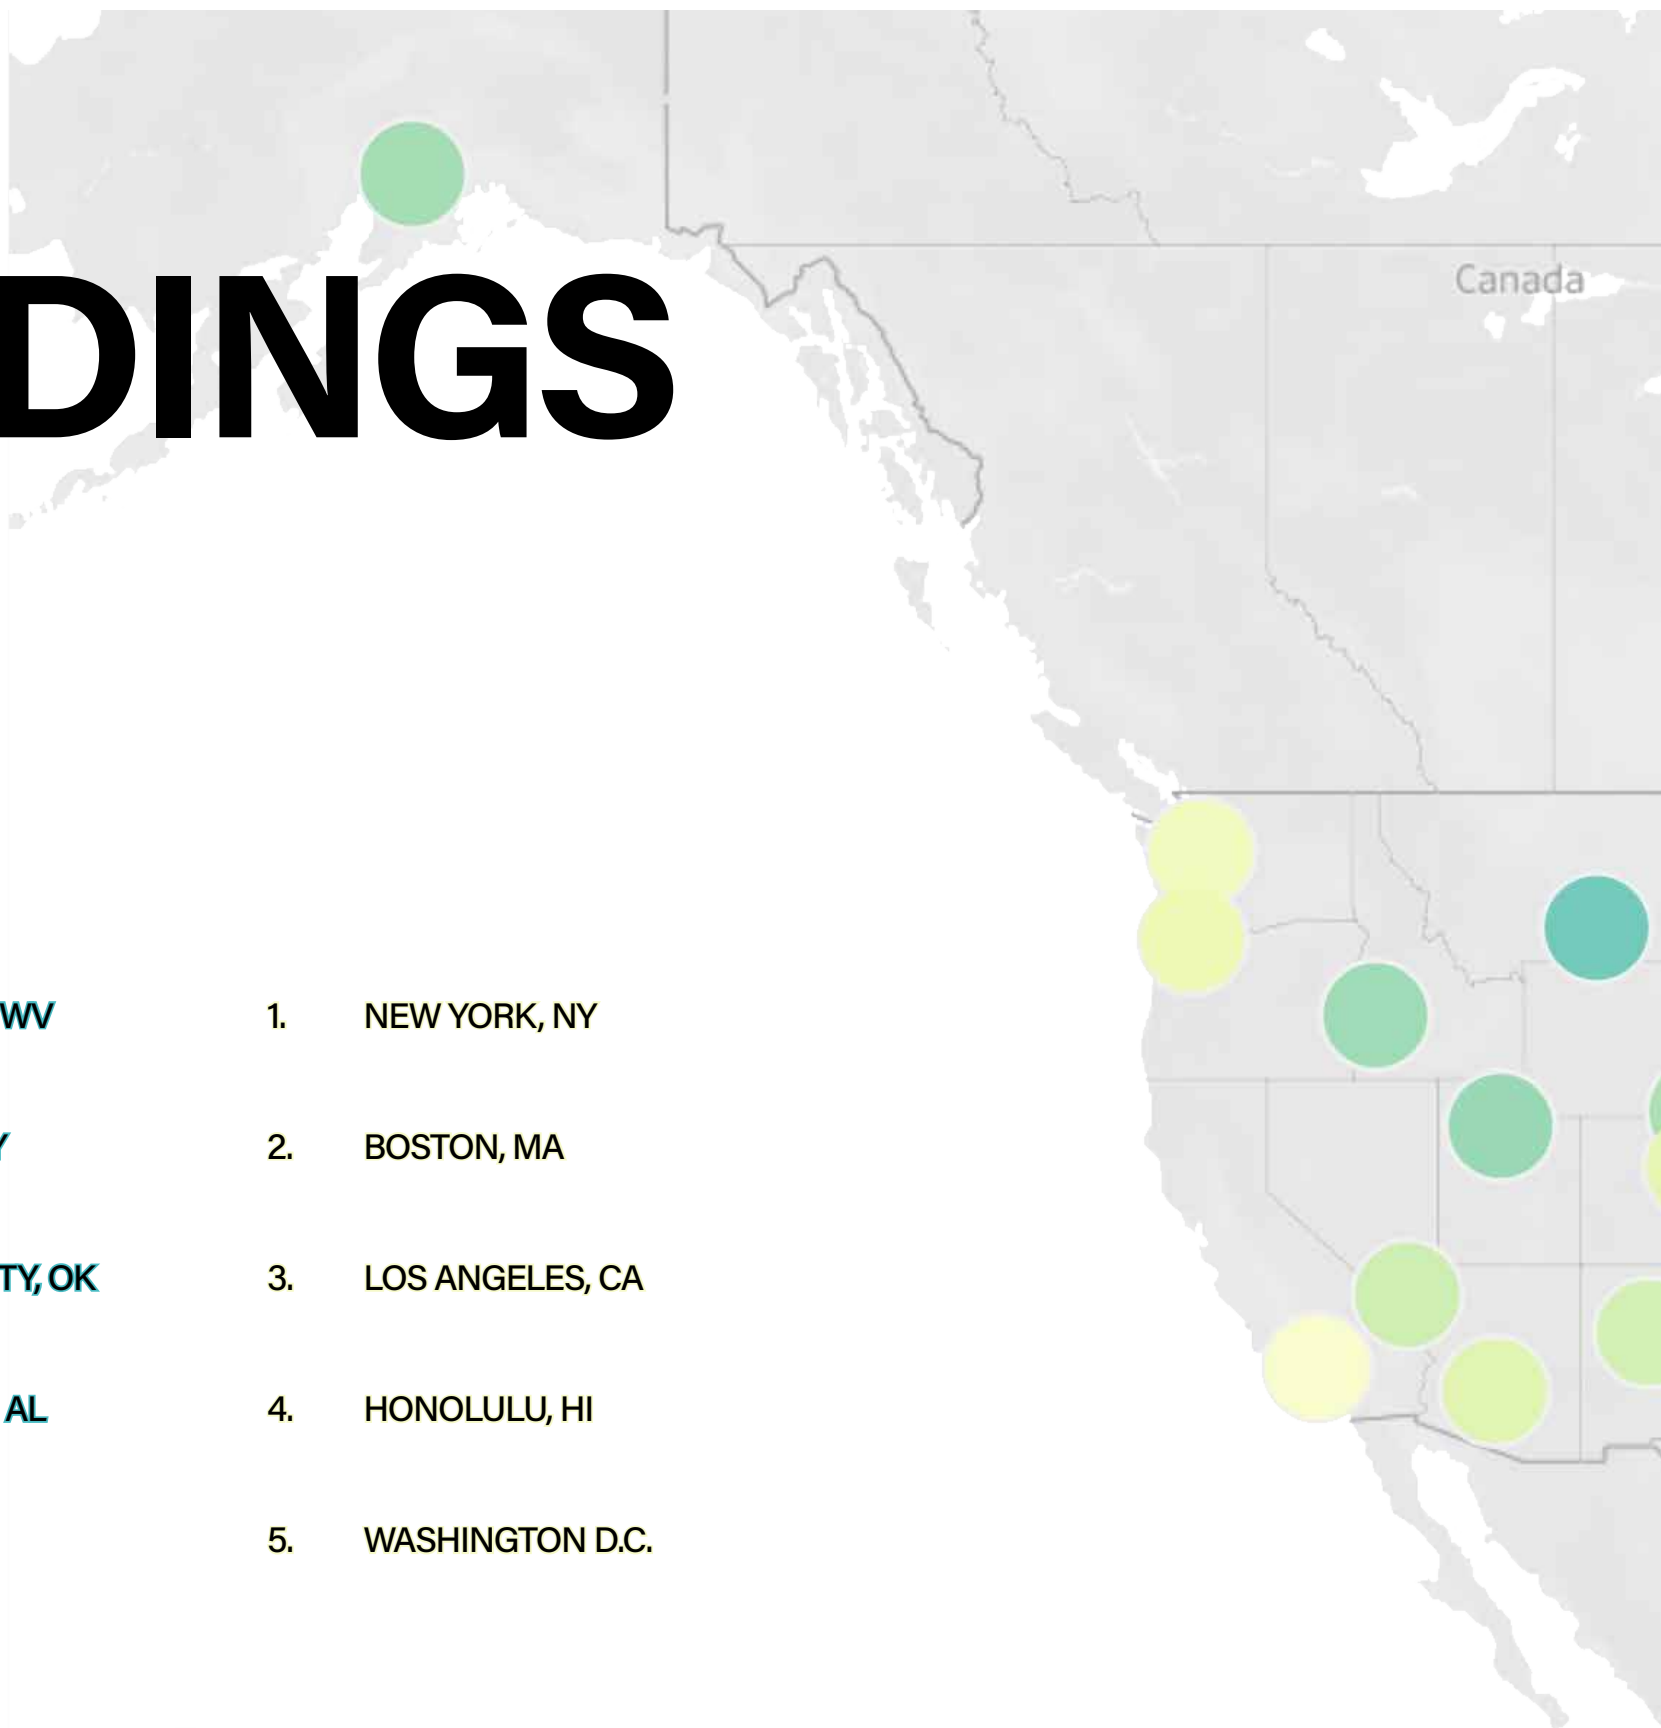 DINGS
Canada
WV
Y
TY, OK
AL
1. NEW YORK, NY
2. BOSTON, MA
3. LOS ANGELES, CA
4. HONOLULU, HI
5. WASHINGTON D.C.